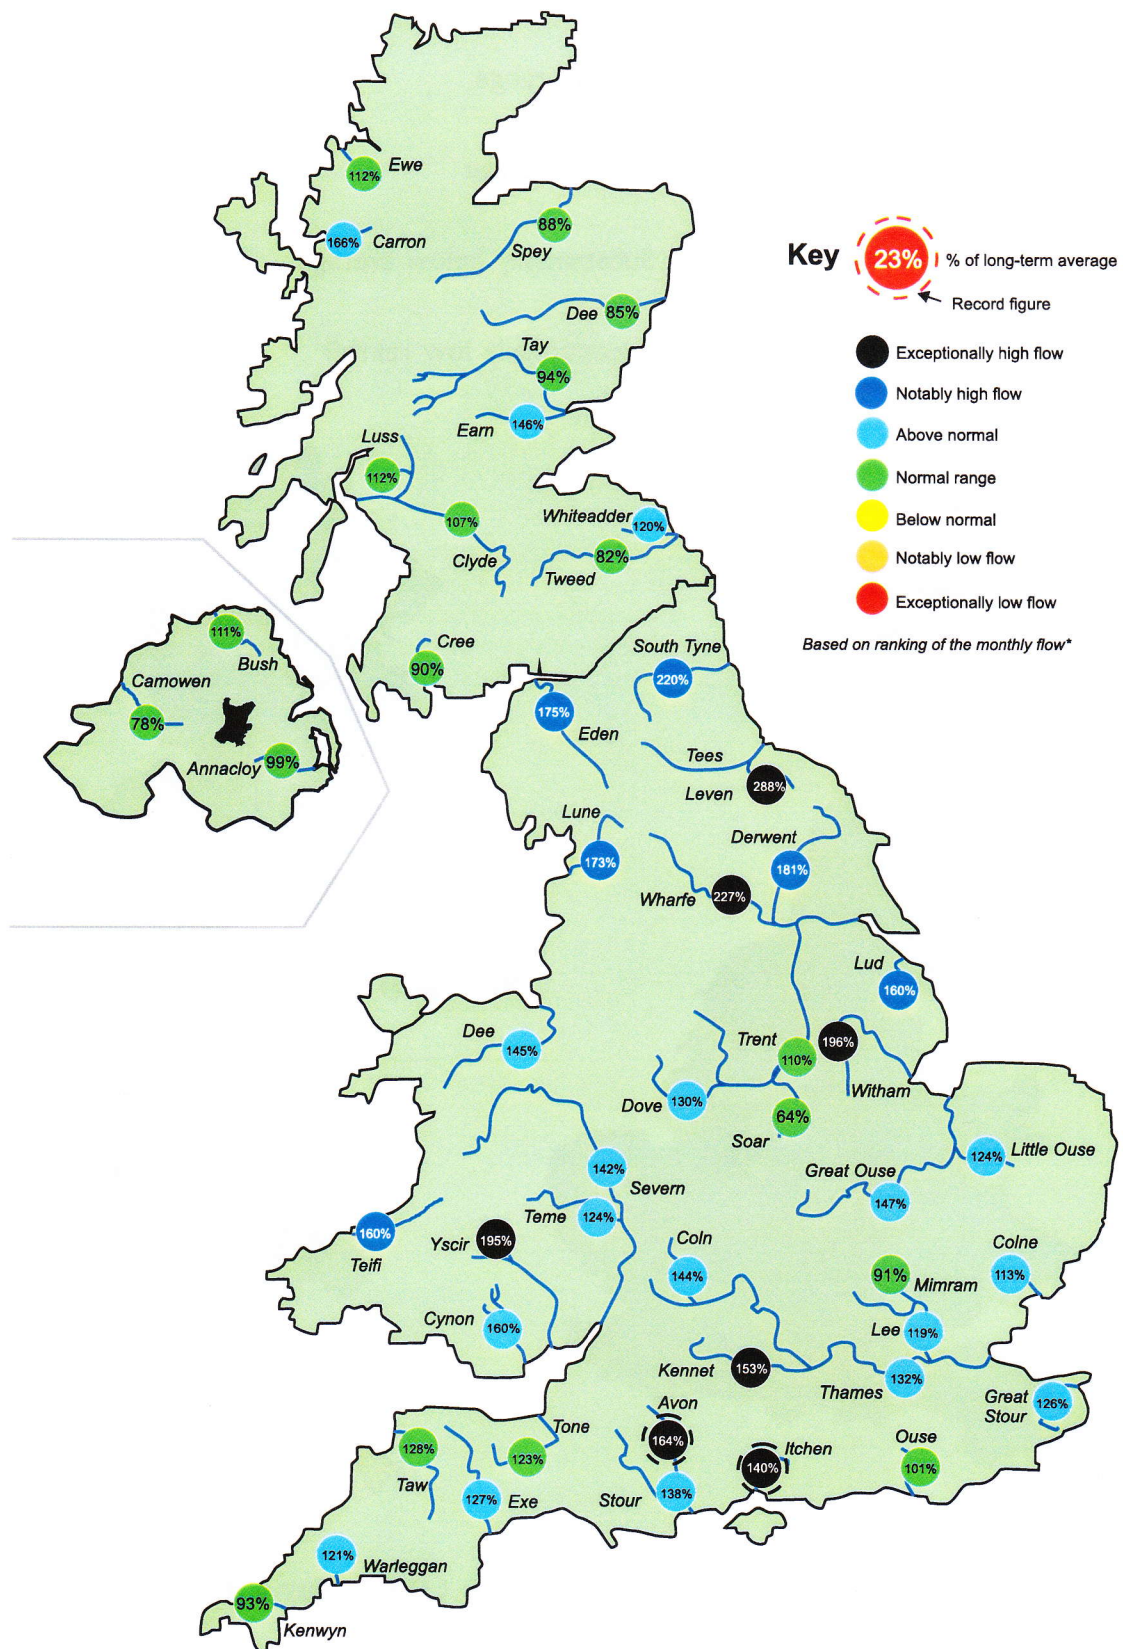 Ewe
112%
166%
Carron
88%
Spey
Key
23%
% of long-term average
Record figure
Dee
85%
Tay
94%
Exceptionally high flow
Notably high flow
Above normal
Normal range
Below normal
Notably low flow
Exceptionally low flow
Based on ranking of the monthly flow*
Earn
146%
Luss
112%
107%
Clyde
Whiteadder
120%
82%
Tweed
Cree
90%
111%
Bush
Camowen
78%
Annacloy
99%
South Tyne
220%
175%
Eden
Tees
Leven
288%
Lune
173%
Derwent
181%
Wharfe
227%
Lud
160%
Dee
145%
Trent
110%
196%
Witham
Dove
130%
Soar
64%
124%
Little Ouse
Great Ouse
147%
142%
Severn
Teme
124%
160%
Teifi
Yscir
195%
Coln
144%
Colne
113%
91%
Mimram
Cynon
160%
Lee
119%
Kennet
153%
Thames
132%
Great
Stour
126%
Avon
164%
Itchen
140%
Ouse
101%
Tone
123%
128%
Taw
127%
Exe
Stour
138%
121%
Warleggan
93%
Kenwyn